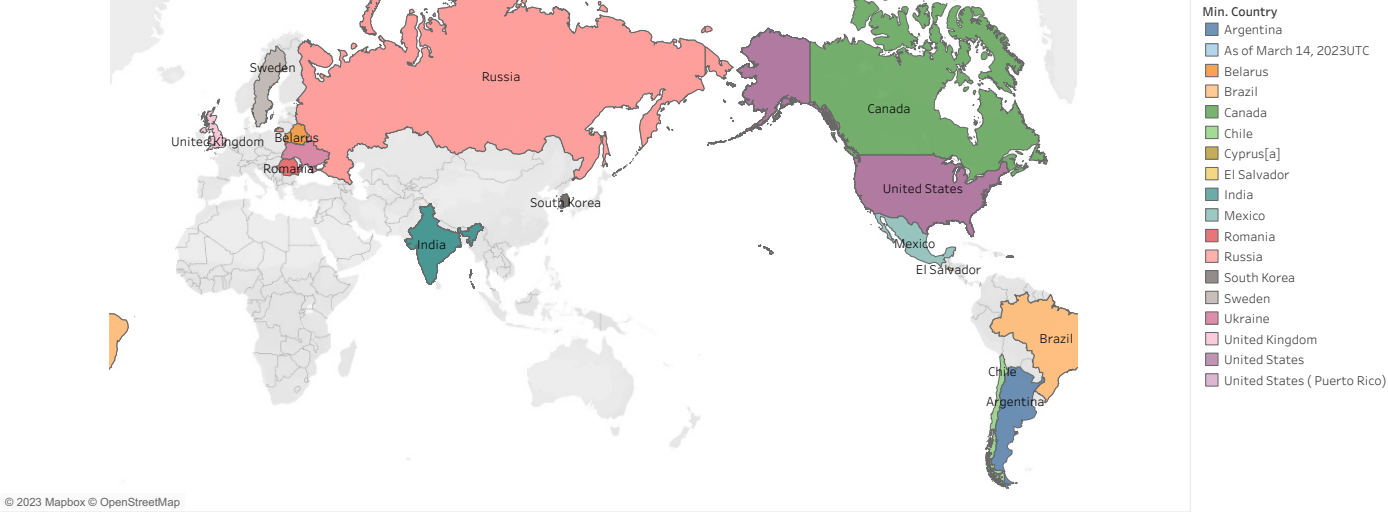 Sweden
Russia
Canada
United Kingdom
Belarus
Romania
United States
South Korea
India
Mexico
El Salvador
Brazil
Chile
Argentina
© 2023 Mapbox © OpenStreetMap
Min. Country
Argentina
As of March 14, 2023UTC
Belarus
Brazil
Canada
Chile
Cyprus[a]
El Salvador
India
Mexico
Romania
Russia
South Korea
Sweden
Ukraine
United Kingdom
United States
United States ( Puerto Rico)